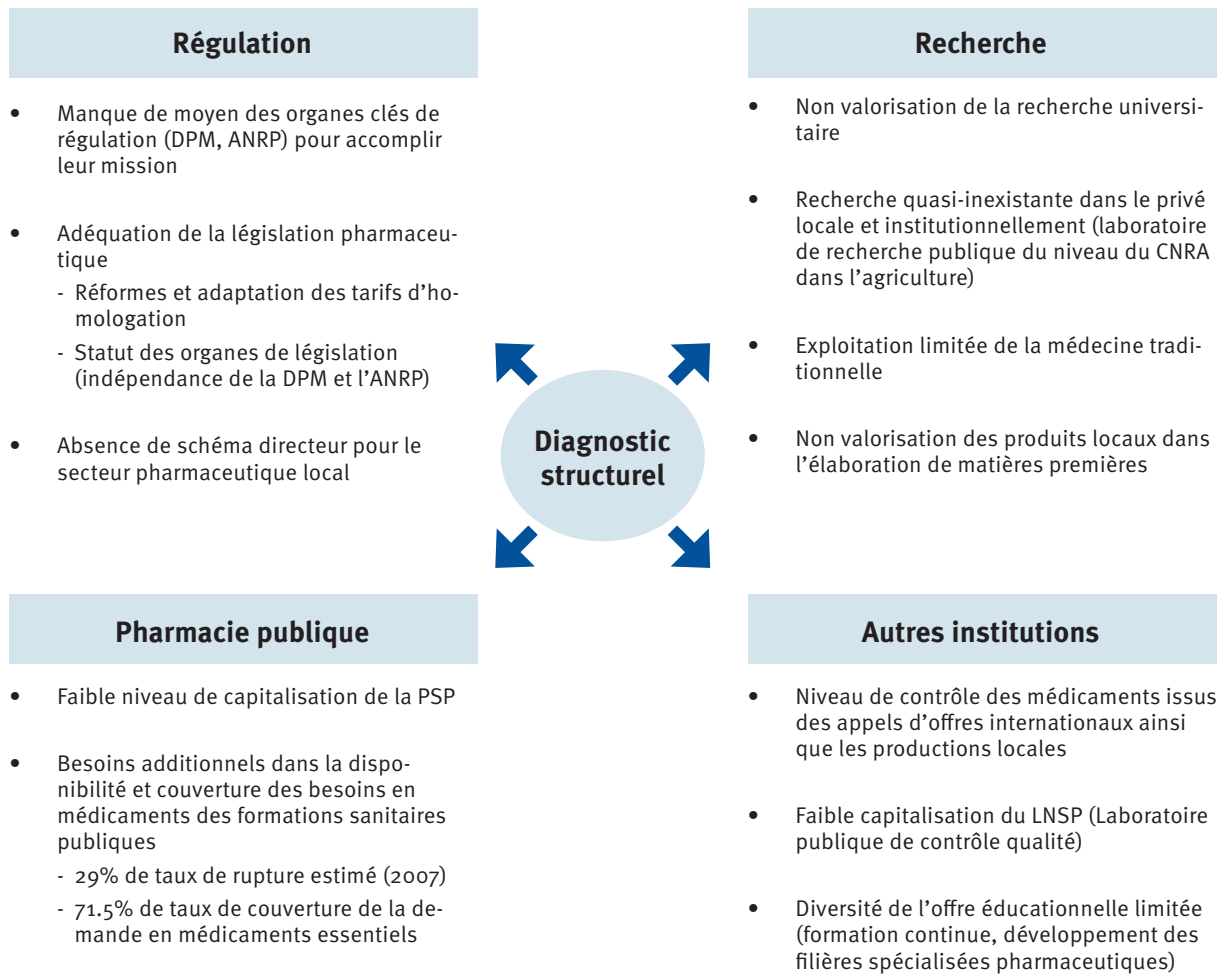 Régulation
• Manque de moyen des organes clés de
régulation (DPM, ANRP) pour accomplir
leur mission
• Adéquation de la législation pharmaceu-
tique
- Réformes et adaptation des tarifs d’ho-
mologation
- Statut des organes de législation
(indépendance de la DPM et l’ANRP)
• Absence de schéma directeur pour le
secteur pharmaceutique local
Recherche
• Non valorisation de la recherche universi-
taire
• Recherche quasi-inexistante dans le privé
locale et institutionnellement (laboratoire
de recherche publique du niveau du CNRA
dans l’agriculture)
• Exploitation limitée de la médecine tradi-
tionnelle
• Non valorisation des produits locaux dans
l’élaboration de matières premières
Diagnostic
structurel
Pharmacie publique
• Faible niveau de capitalisation de la PSP
• Besoins additionnels dans la dispo-
nibilité et couverture des besoins en
médicaments des formations sanitaires
publiques
- 29% de taux de rupture estimé (2007)
- 71.5% de taux de couverture de la de-
mande en médicaments essentiels
Autres institutions
• Niveau de contrôle des médicaments issus
des appels d’offres internationaux ainsi
que les productions locales
• Faible capitalisation du LNSP (Laboratoire
publique de contrôle qualité)
• Diversité de l’offre éducationnelle limitée
(formation continue, développement des
filières spécialisées pharmaceutiques)